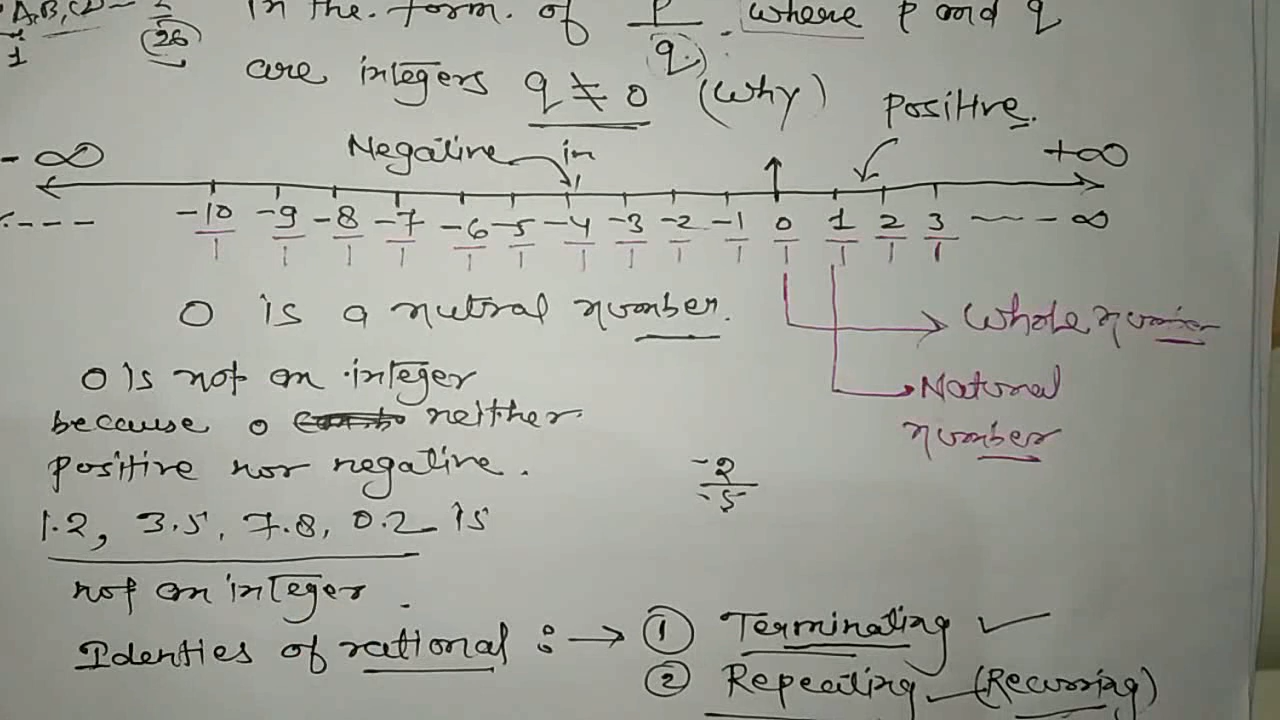 A,B,C,D
26
1
in the form of P/q. where P and q
are integers q ≠ 0 (why)
Positive.
Negative in
- ∞ +∞
-10/1 -9/1 -8/1 -7/1 -6/1 -5/1 -4/1 -3/1 -2/1 -1/1 0/1 1/1 2/1 3/1 - - ∞
0 is a nutral number.
Whole number
0 is not an integer
Natural
number
because 0 neither
positive nor negative.
-2/-5
1.2, 3.5, 7.8, 0.2 is
not an integer.
Identies of rational :→ ① Terminating ✓
② Repeating (Recurring)